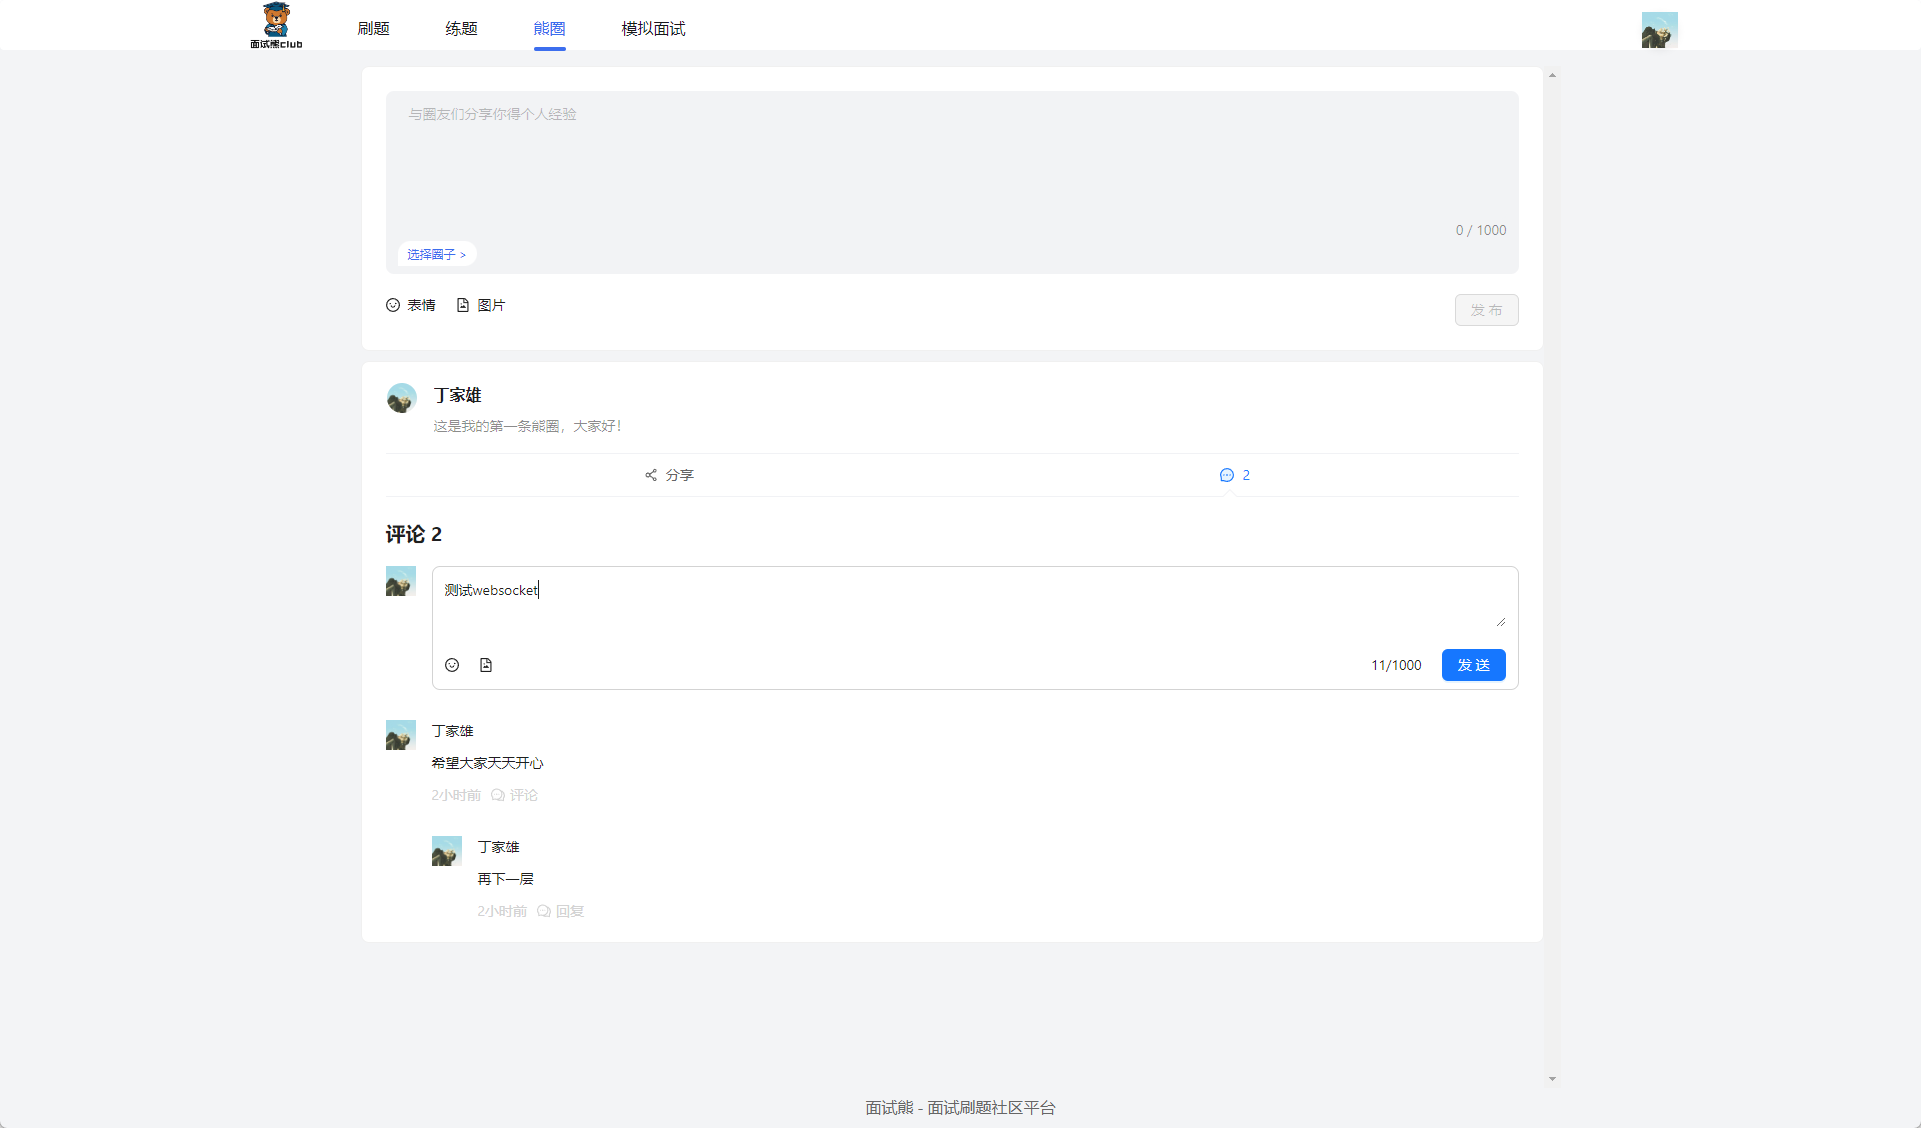 面试熊club
刷题 练题 熊圈 模拟面试
与圈友们分享你得个人经验
0 / 1000
选择圈子 >
表情 图片
发布
丁家雄
这是我的第一条熊圈，大家好！
分享 2
评论 2
测试websocket
11/1000 发送
丁家雄
希望大家天天开心
2小时前 评论
丁家雄
再下一层
2小时前 回复
面试熊 - 面试刷题社区平台